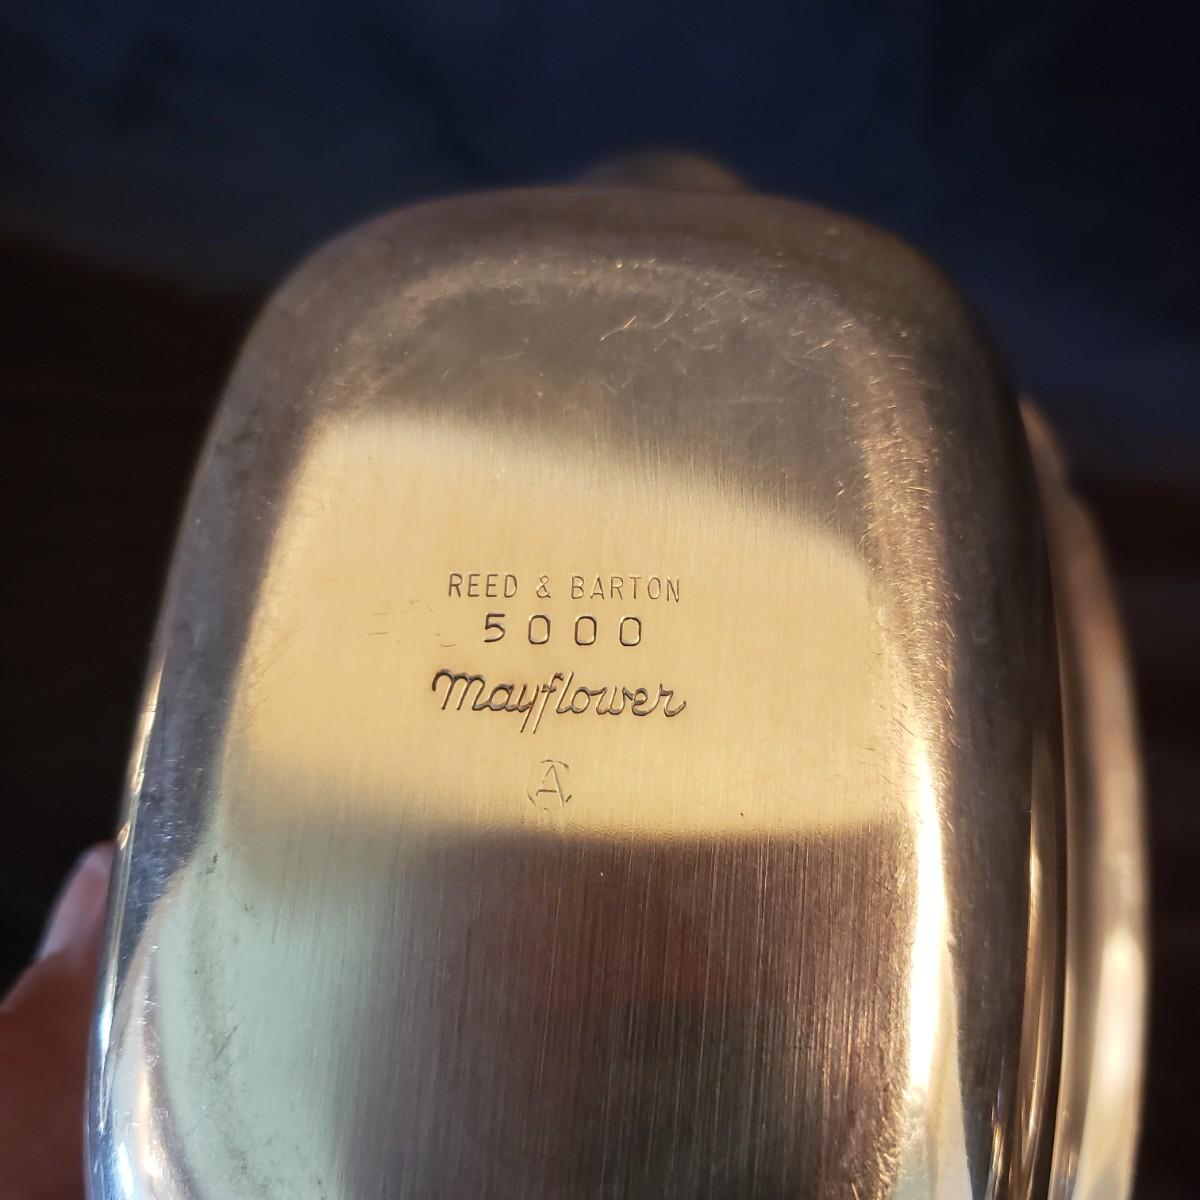 REED & BARTON
5000
Mayflower
A